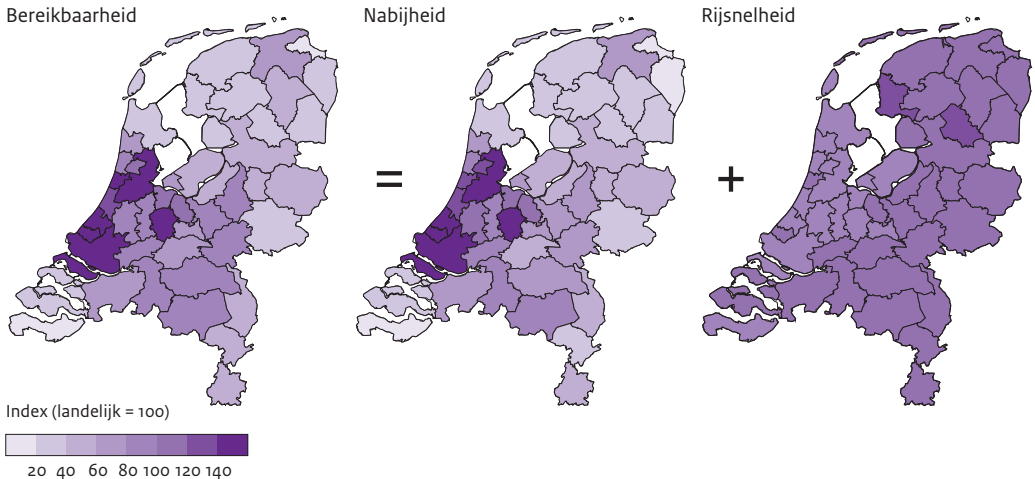 Bereikbaarheid
Nabijheid
Rijsnelheid
=
+
Index (landelijk = 100)
20 40 60 80 100 120 140